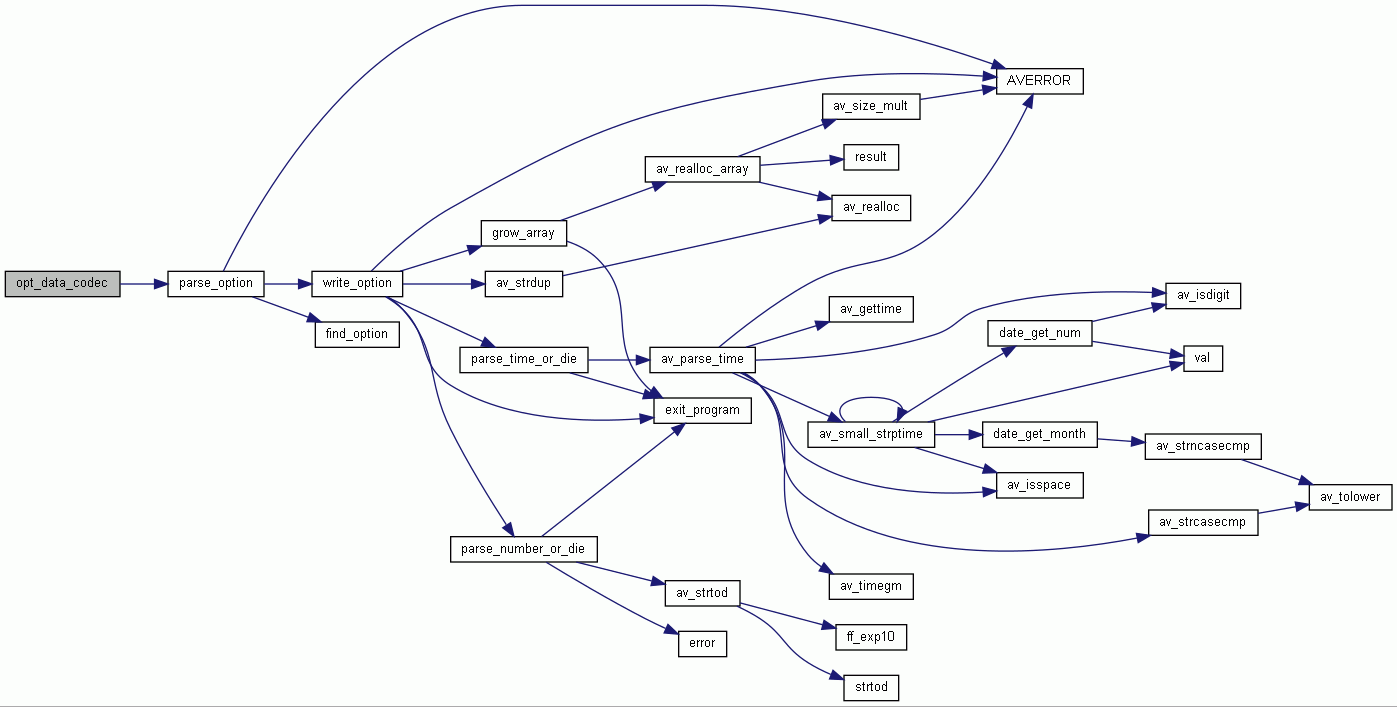 AVERROR
av_size_mult
result
av_realloc_array
av_realloc
grow_array
opt_data_codec
parse_option
write_option
av_strdup
av_isdigit
av_gettime
find_option
date_get_num
parse_time_or_die
av_parse_time
val
exit_program
av_small_strptime
date_get_month
av_strncasecmp
av_isspace
av_tolower
av_strcasecmp
parse_number_or_die
av_timegm
av_strtod
ff_exp10
error
strtod